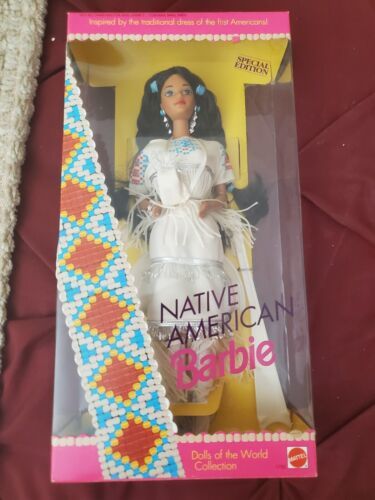 Inspired by the traditional dress of the first Americans!
SPECIAL
EDITION
NATIVE
AMERICAN
Barbie
Dolls of the World
Collection
MATTEL